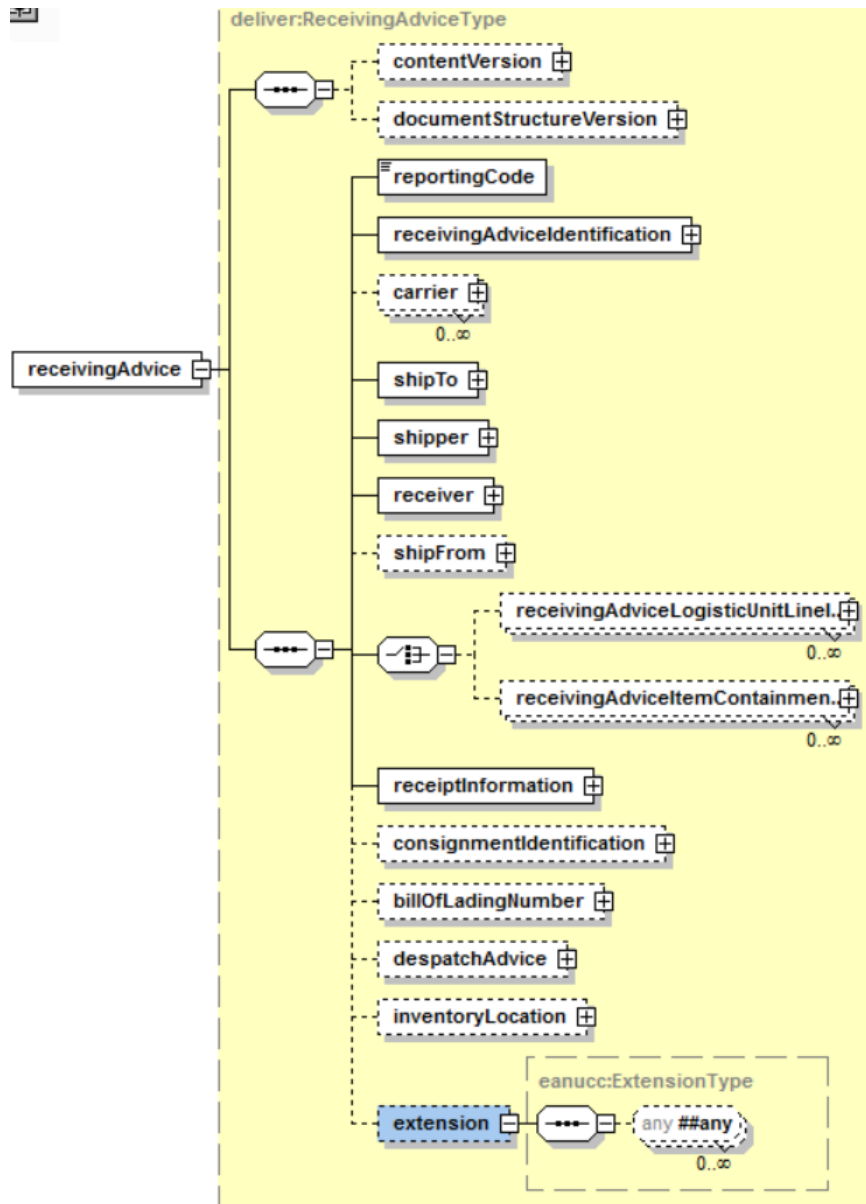 deliver:ReceivingAdviceType
contentVersion
documentStructureVersion
reportingCode
receivingAdviceIdentification
carrier
0..∞
receivingAdvice
shipTo
shipper
receiver
shipFrom
receivingAdviceLogisticUnitLineI..
0..∞
receivingAdviceItemContainmen..
0..∞
receiptInformation
consignmentIdentification
billOfLadingNumber
despatchAdvice
inventoryLocation
eanucc:ExtensionType
extension
any ##any
0..∞